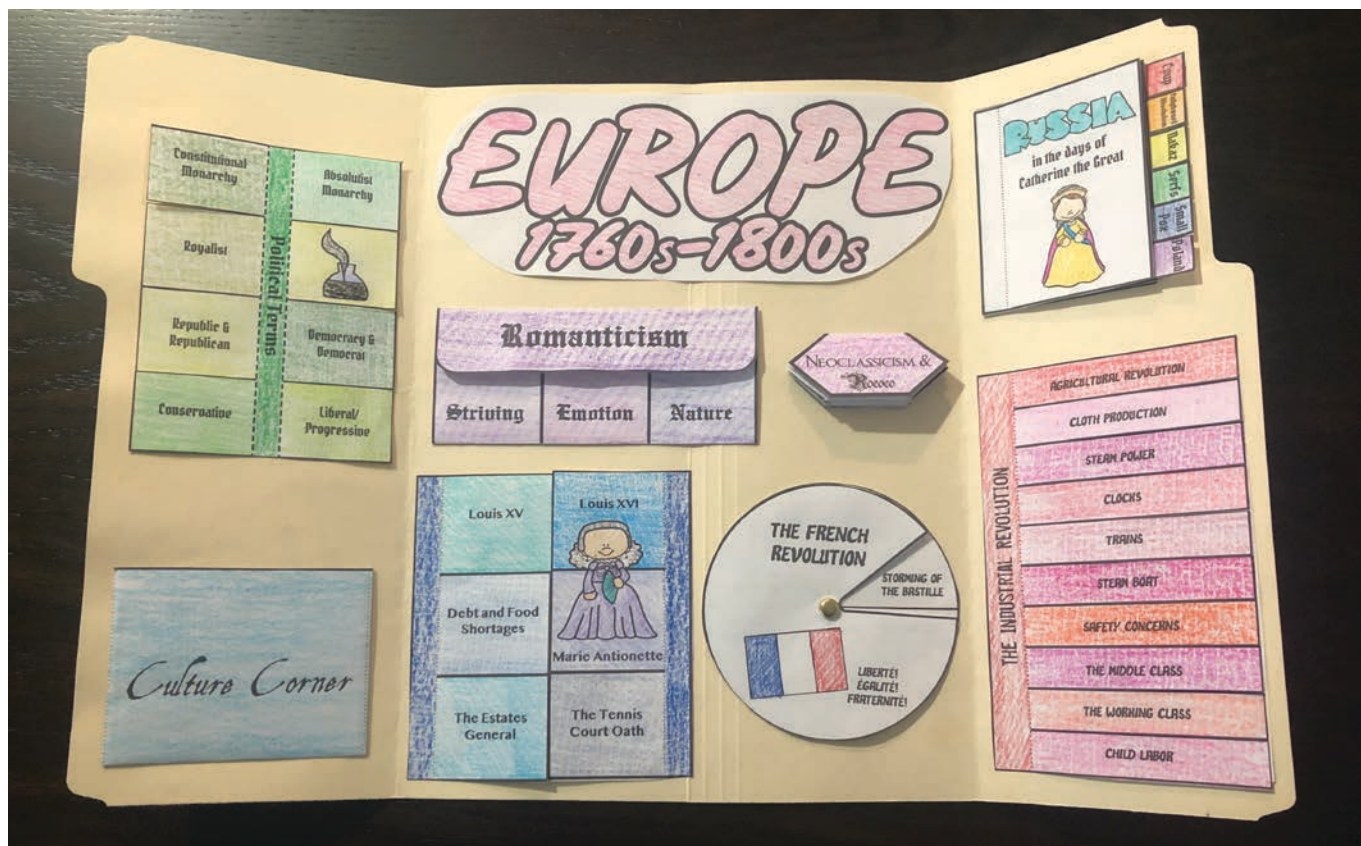 EUROPE
1760s-1800s
Constitutional
Monarchy
Absolutist
Monarchy
Royalist
Political Terms
Republic &
Republican
Democracy &
Democrat
Conservative
Liberal/
Progressive
Culture Corner
Romanticism
Striving
Emotion
Nature
NEOCLASSICISM &
Rococo
Louis XV
Louis XVI
Debt and Food
Shortages
Marie Antionette
The Estates
General
The Tennis
Court Oath
THE FRENCH
REVOLUTION
STORMING OF
THE BASTILLE
LIBERTÉ!
ÉGALITÉ!
FRATERNITÉ!
RUSSIA
in the days of
Catherine the Great
Coup
Nakaz
Serfs
Small
Pox
Poland
THE INDUSTRIAL REVOLUTION
AGRICULTURAL REVOLUTION
CLOTH PRODUCTION
STEAM POWER
CLOCKS
TRAINS
STEAM BOAT
SAFETY CONCERNS
THE MIDDLE CLASS
THE WORKING CLASS
CHILD LABOR